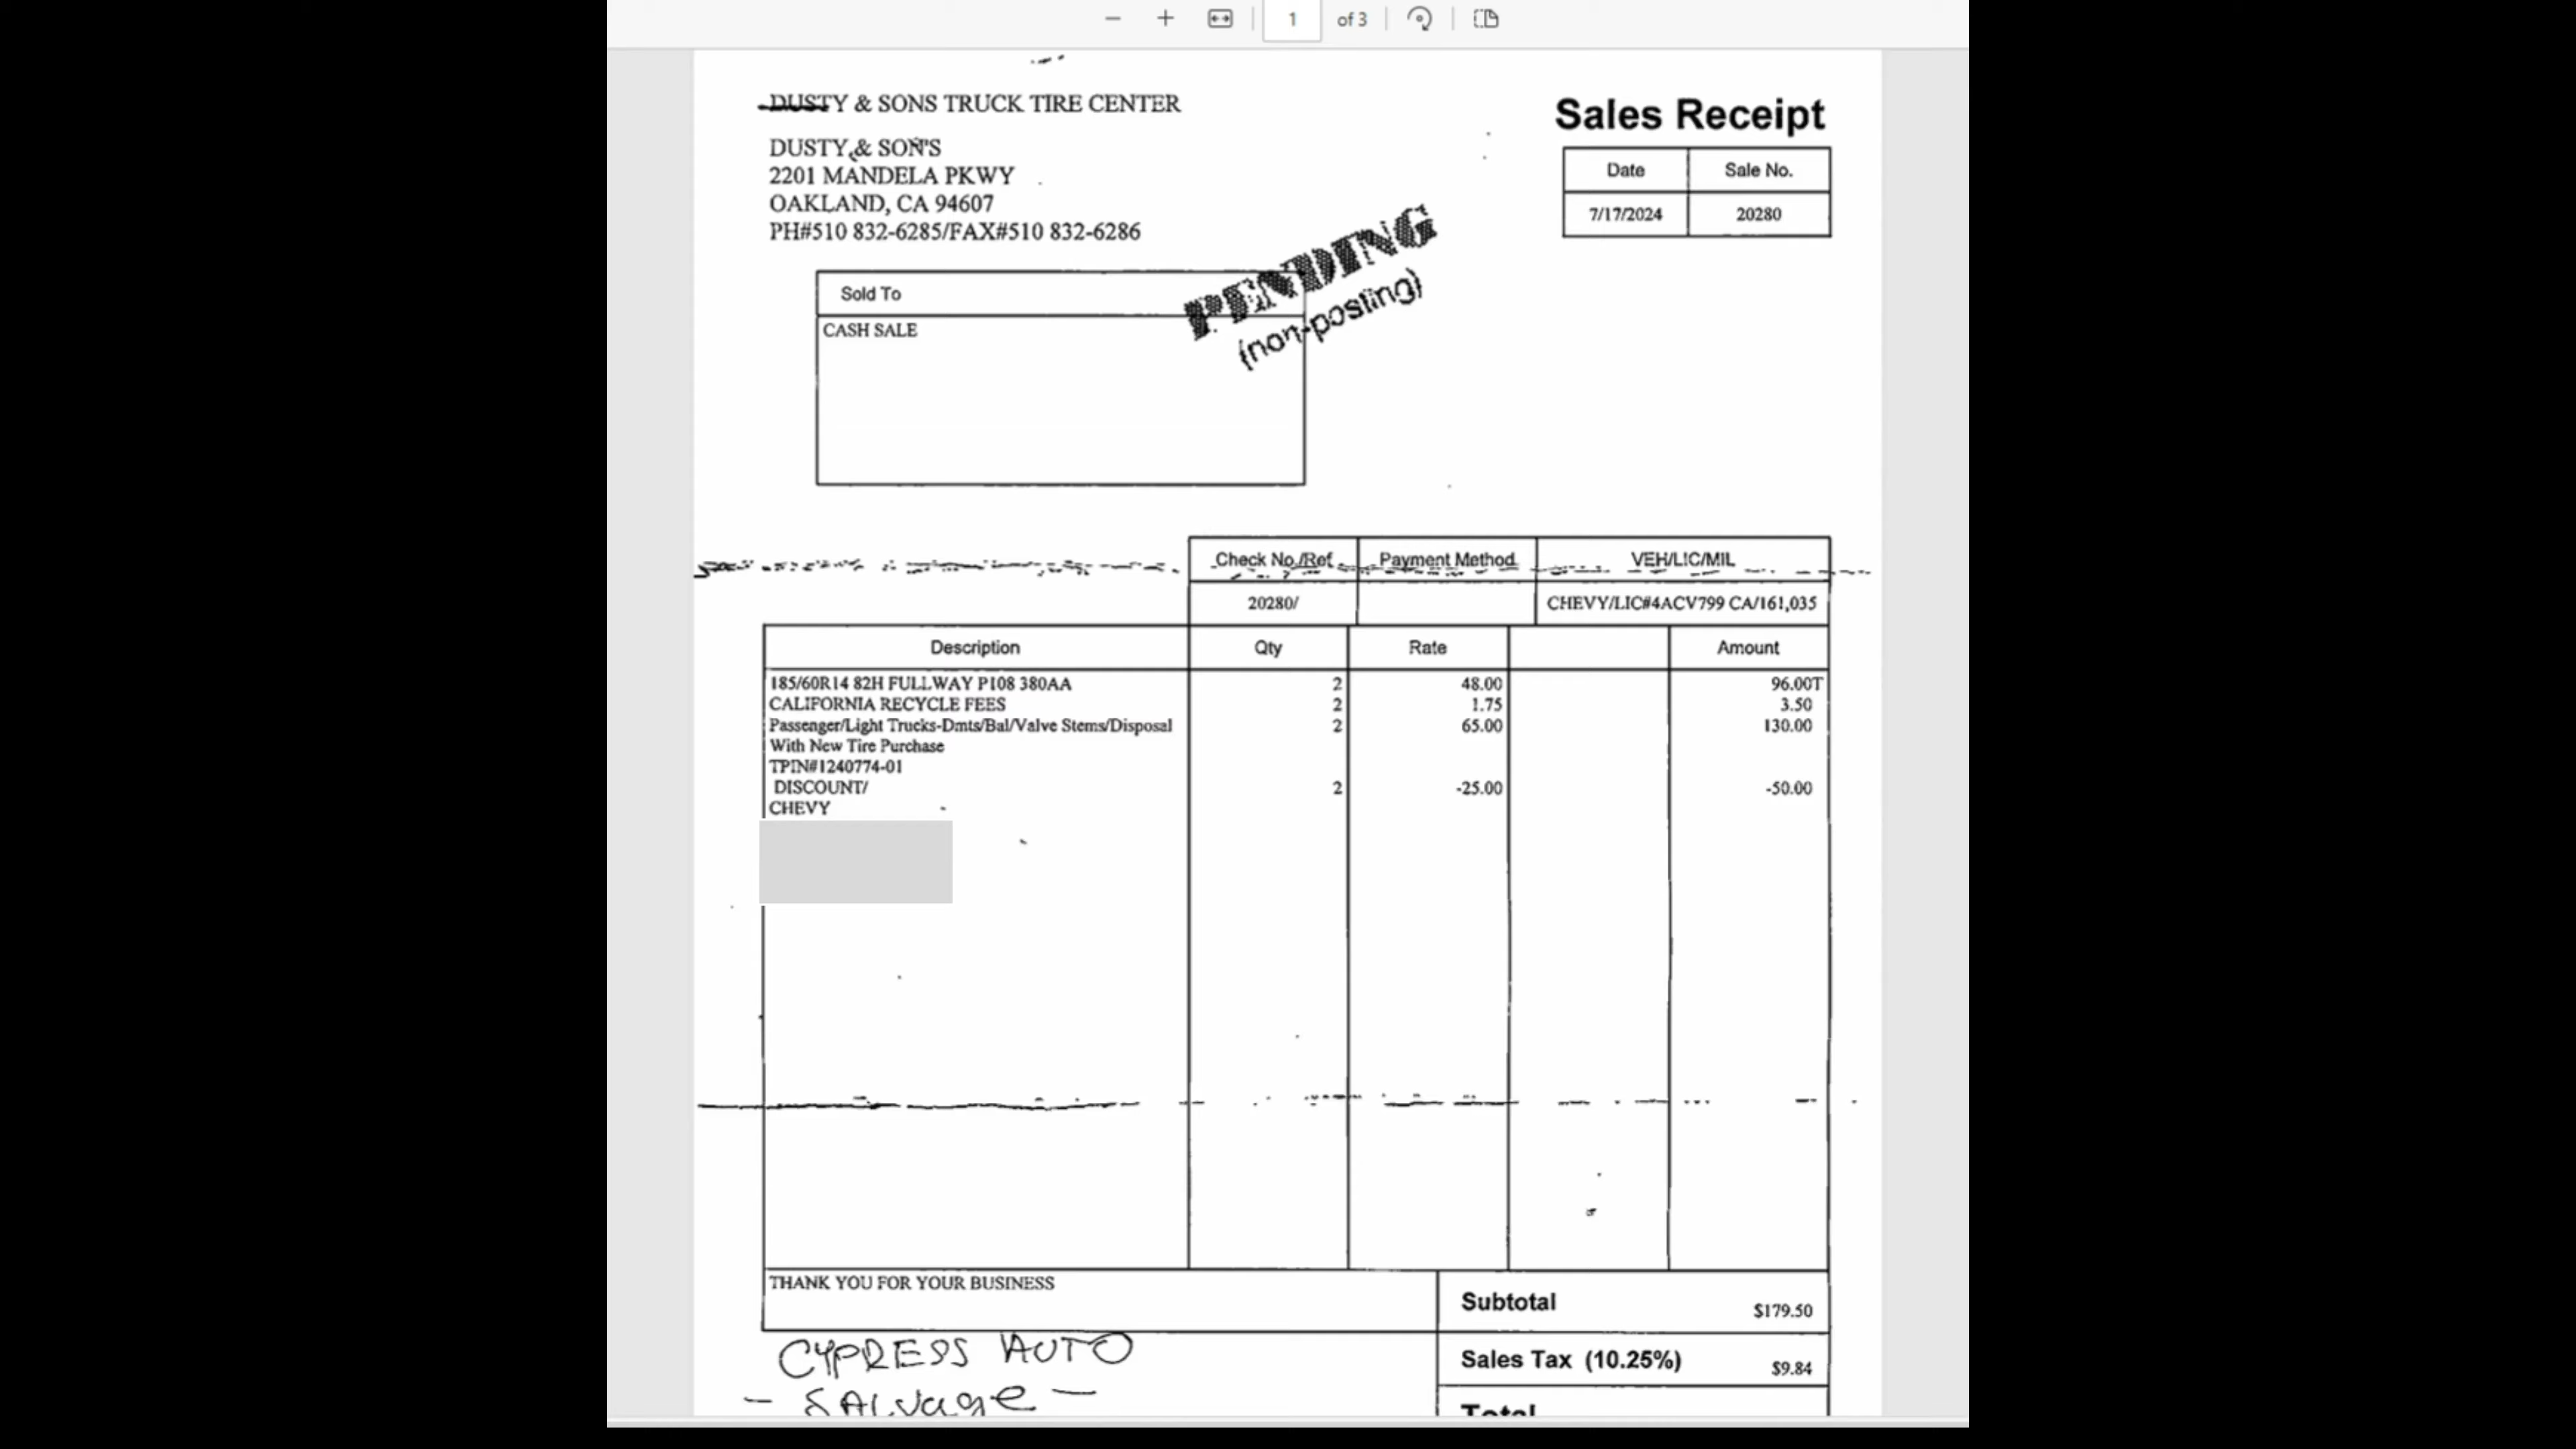 1 of 3
DUSTY & SONS TRUCK TIRE CENTER
Sales Receipt
DUSTY & SON'S
2201 MANDELA PKWY
OAKLAND, CA 94607
PH#510 832-6285/FAX#510 832-6286
Date Sale No.
7/17/2024 20280
PENDING
(non-posting)
Sold To
CASH SALE
Check No./Ref Payment Method VEH/LIC/MIL
20280/ CHEVY/LIC#4ACV799 CA/161,035
Description Qty Rate Amount
185/60R14 82H FULLWAY P108 380AA 2 48.00 96.00T
CALIFORNIA RECYCLE FEES 2 1.75 3.50
Passenger/Light Trucks-Dmts/Bal/Valve Stems/Disposal 2 65.00 130.00
With New Tire Purchase
TPIN#1240774-01
DISCOUNT/ 2 -25.00 -50.00
CHEVY
THANK YOU FOR YOUR BUSINESS
Subtotal $179.50
CYPRESS AUTO
Sales Tax (10.25%) $9.84
- SALvage -
Total